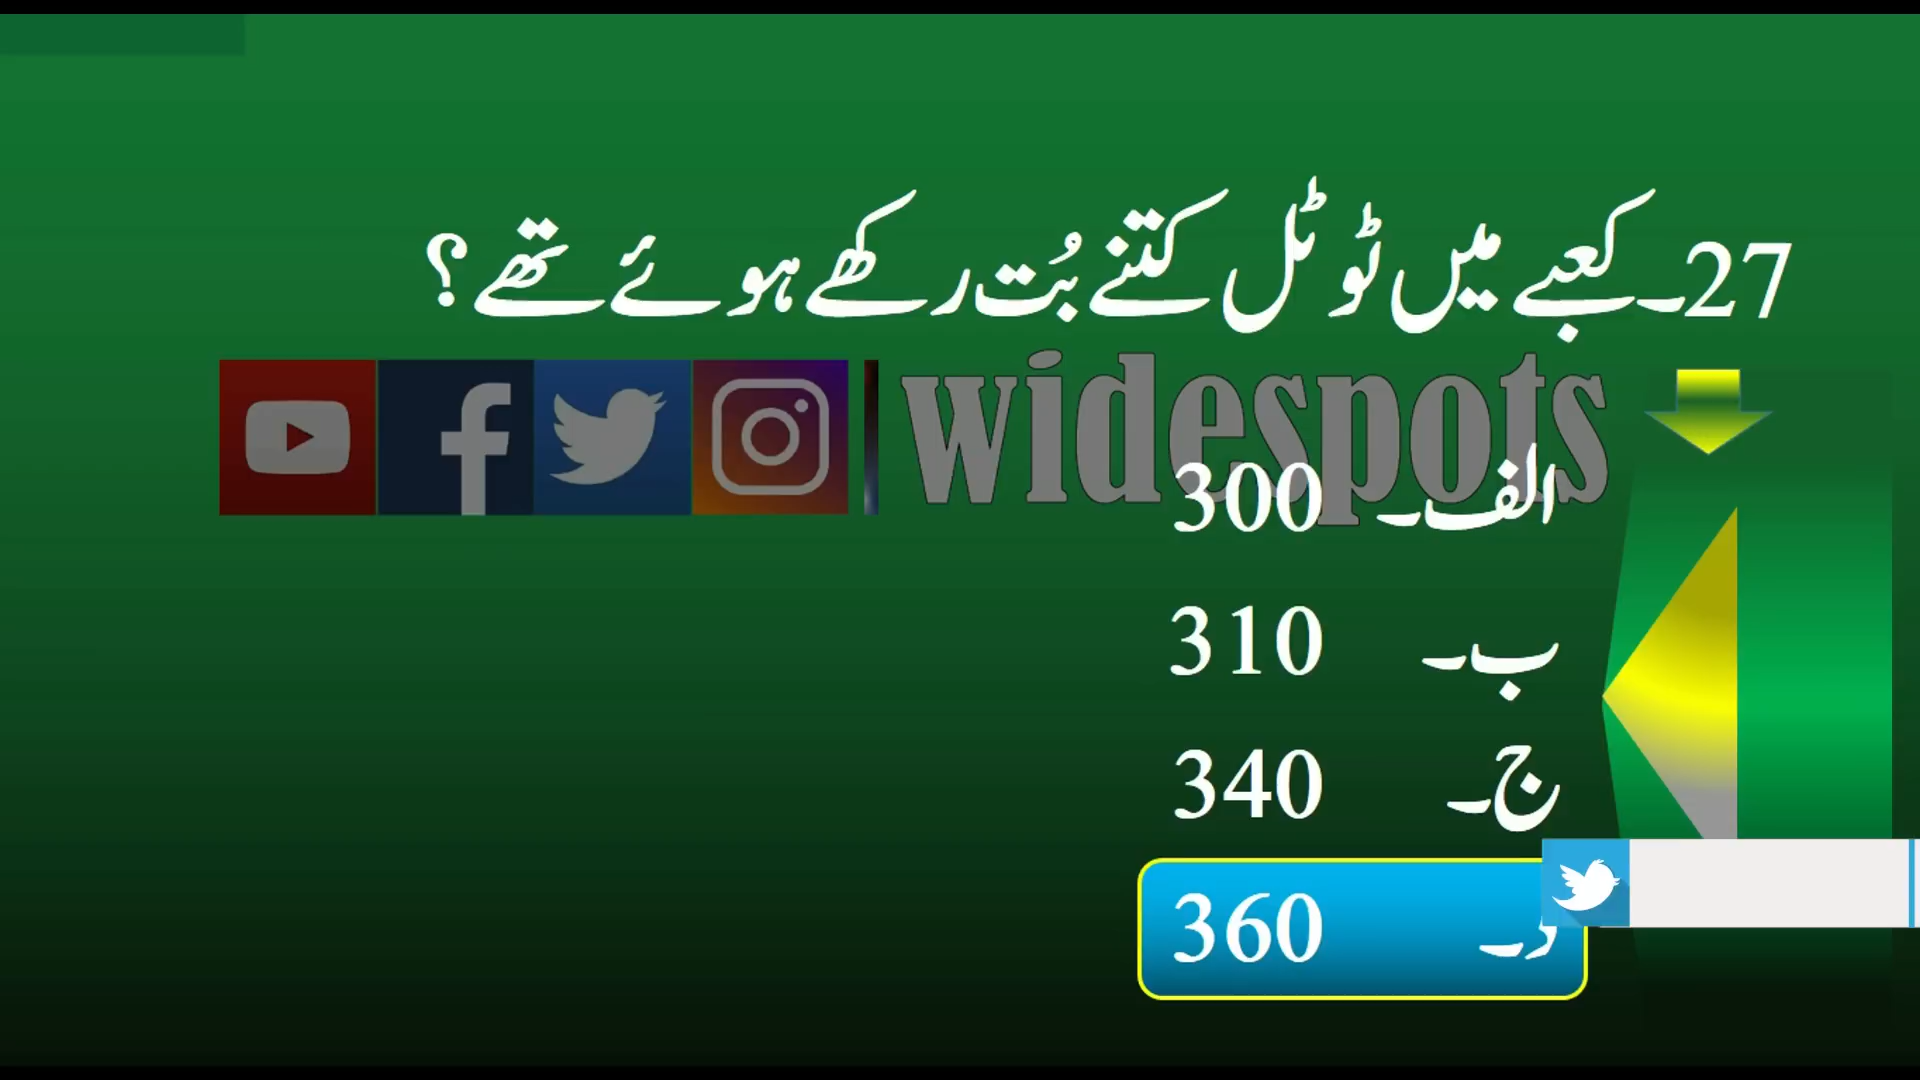 27۔کعبے میں ٹوٹل کتنے بُت رکھے ہوئے تھے؟
widespots
الف۔ 300
ب۔ 310
ج۔ 340
د۔ 360